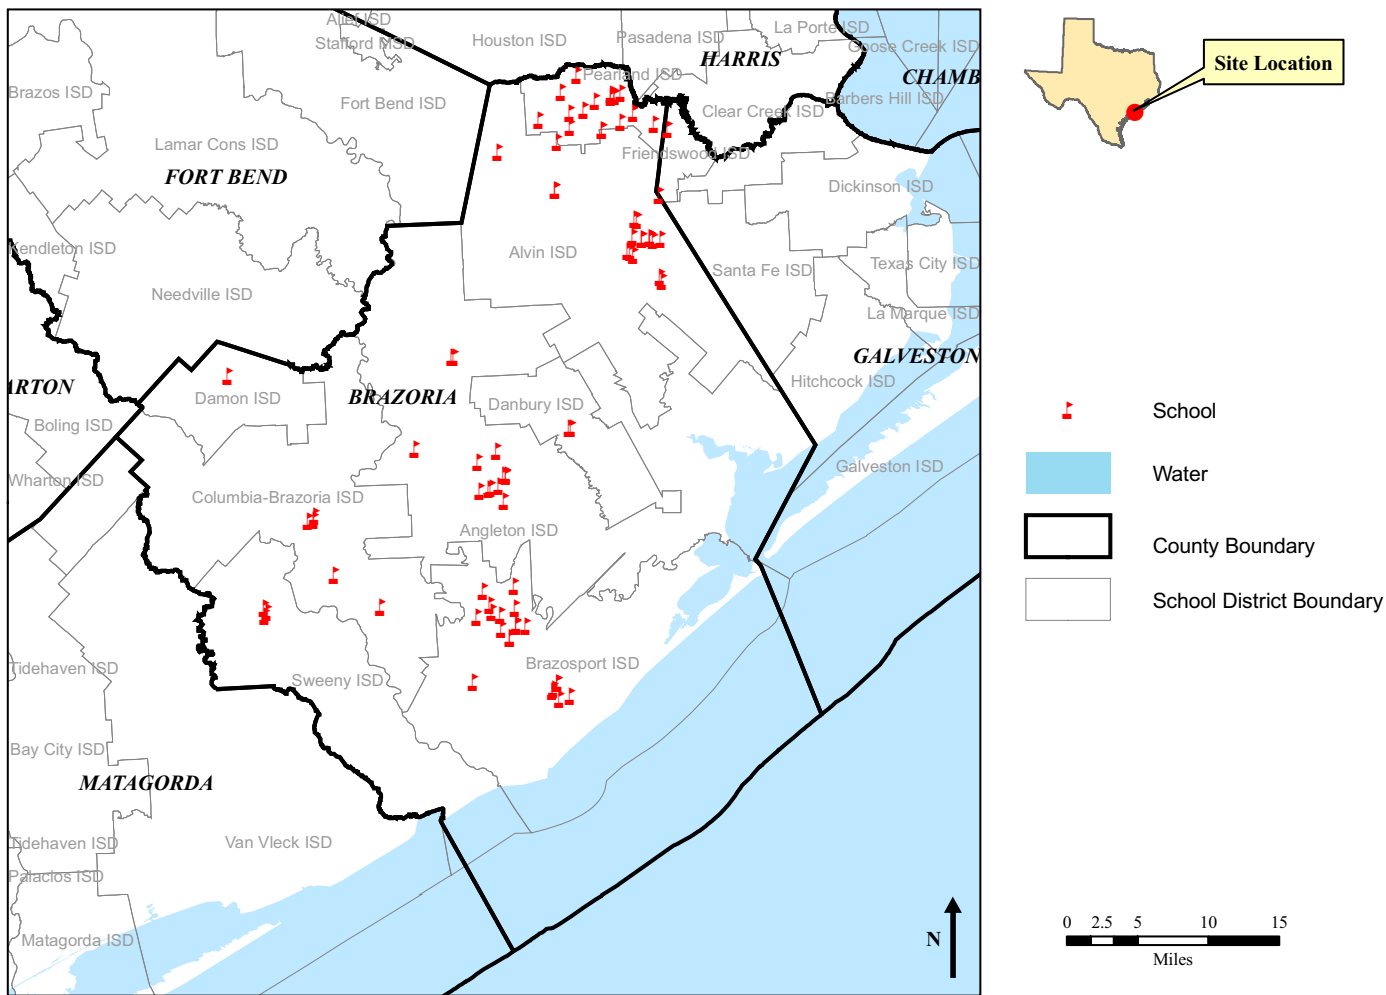 Alief ISD
Stafford MSD
Houston ISD
Pasadena ISD
La Porte ISD
Goose Creek ISD
HARRIS
CHAMB
Pearland ISD
Brazos ISD
Fort Bend ISD
Clear Creek ISD
Barbers Hill ISD
Lamar Cons ISD
FORT BEND
Friendswood ISD
Dickinson ISD
Kendleton ISD
Alvin ISD
Santa Fe ISD
Texas City ISD
Needville ISD
La Marque ISD
GALVESTON
ARTON
Damon ISD
BRAZORIA
Danbury ISD
Hitchcock ISD
Boling ISD
Wharton ISD
Columbia-Brazoria ISD
Galveston ISD
Angleton ISD
Tidehaven ISD
Sweeny ISD
Brazosport ISD
Bay City ISD
MATAGORDA
Tidehaven ISD
Van Vleck ISD
Palacios ISD
Matagorda ISD
N
Site Location
School
Water
County Boundary
School District Boundary
0 2.5 5 10 15
Miles